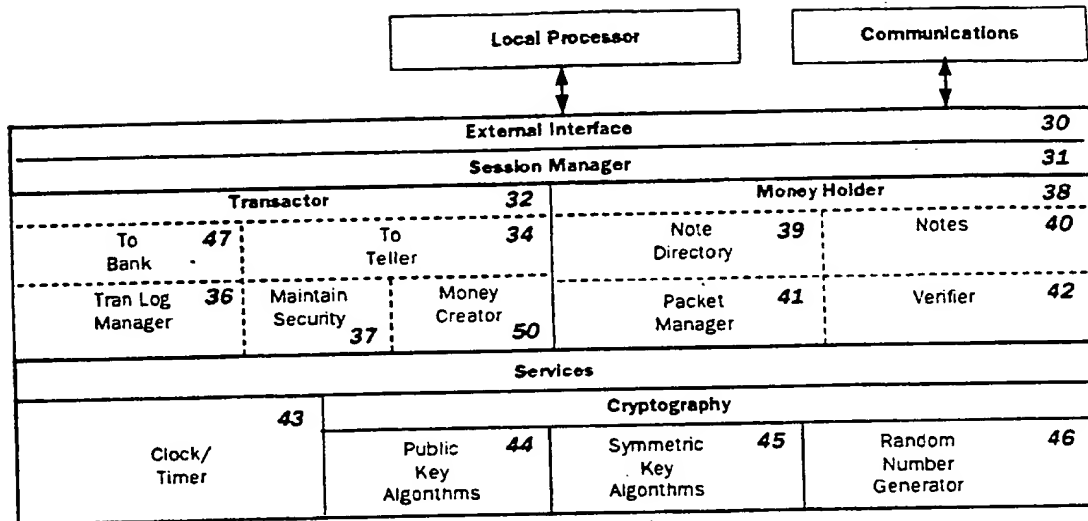 Local Processor
Communications
External Interface 30
Session Manager 31
Transactor 32
Money Holder 38
To Bank 47
To Teller 34
Note Directory 39
Notes 40
Tran Log Manager 36
Maintain Security 37
Money Creator 50
Packet Manager 41
Verifier 42
Services
Clock/ Timer 43
Cryptography
Public Key Algonthms 44
Symmetric Key Algonthms 45
Random Number Generator 46